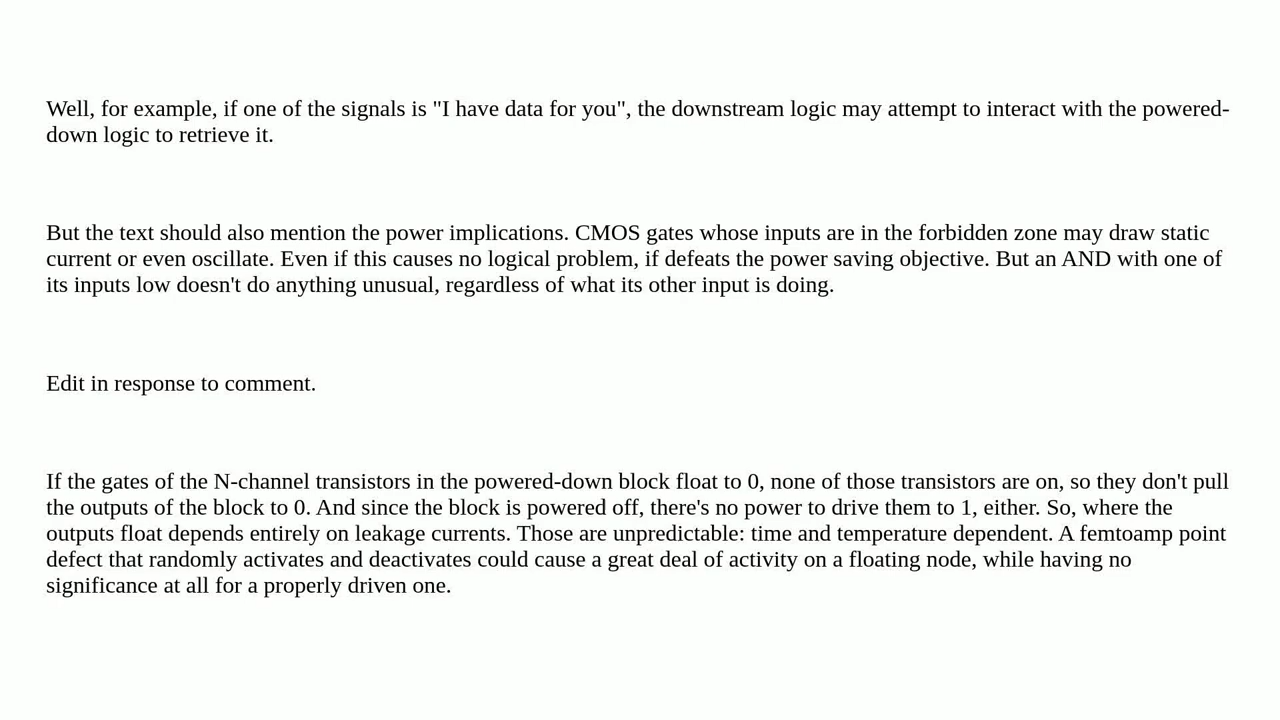 Well, for example, if one of the signals is "I have data for you", the downstream logic may attempt to interact with the powered-
down logic to retrieve it.
But the text should also mention the power implications. CMOS gates whose inputs are in the forbidden zone may draw static
current or even oscillate. Even if this causes no logical problem, if defeats the power saving objective. But an AND with one of
its inputs low doesn't do anything unusual, regardless of what its other input is doing.
Edit in response to comment.
If the gates of the N-channel transistors in the powered-down block float to 0, none of those transistors are on, so they don't pull
the outputs of the block to 0. And since the block is powered off, there's no power to drive them to 1, either. So, where the
outputs float depends entirely on leakage currents. Those are unpredictable: time and temperature dependent. A femtoamp point
defect that randomly activates and deactivates could cause a great deal of activity on a floating node, while having no
significance at all for a properly driven one.